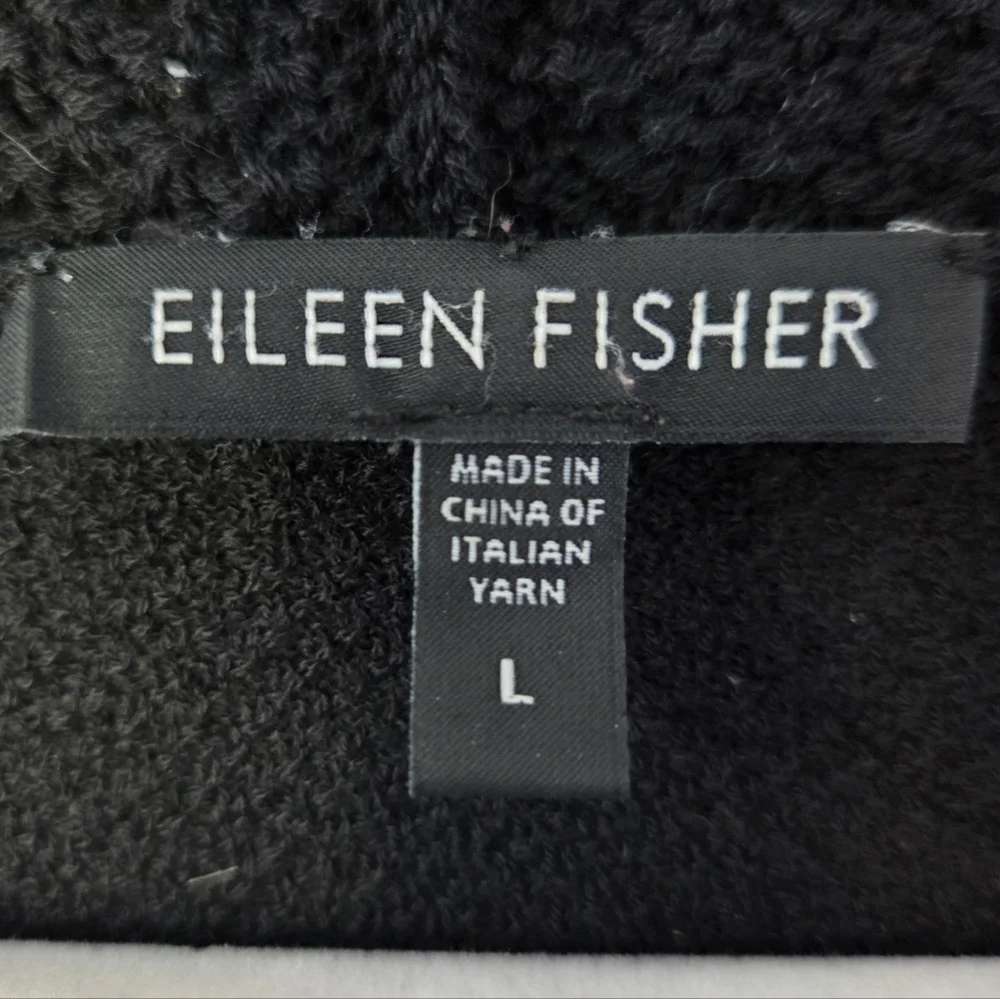 EILEEN FISHER
MADE IN
CHINA OF
ITALIAN
YARN
L